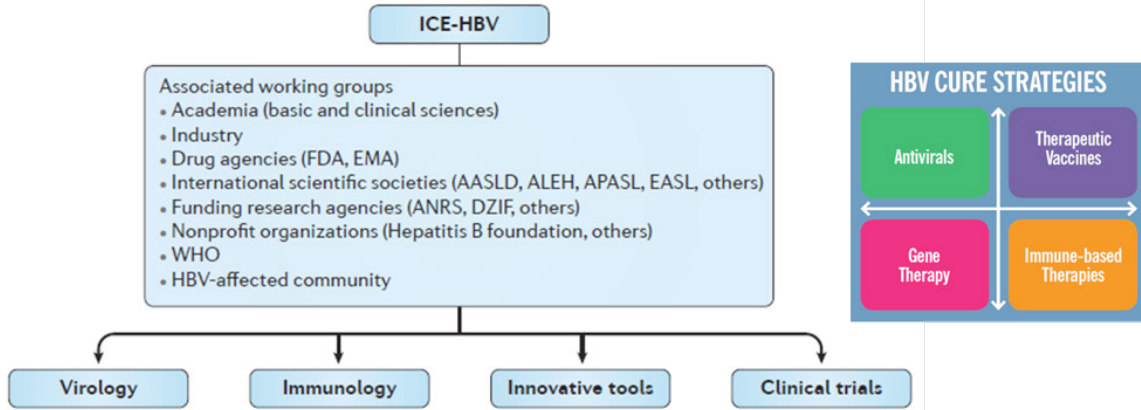 ICE-HBV
Associated working groups
• Academia (basic and clinical sciences)
• Industry
• Drug agencies (FDA, EMA)
• International scientific societies (AASLD, ALEH, APASL, EASL, others)
• Funding research agencies (ANRS, DZIF, others)
• Nonprofit organizations (Hepatitis B foundation, others)
• WHO
• HBV-affected community
Virology
Immunology
Innovative tools
Clinical trials
HBV CURE STRATEGIES
Antivirals
Therapeutic
Vaccines
Gene
Therapy
Immune-based
Therapies